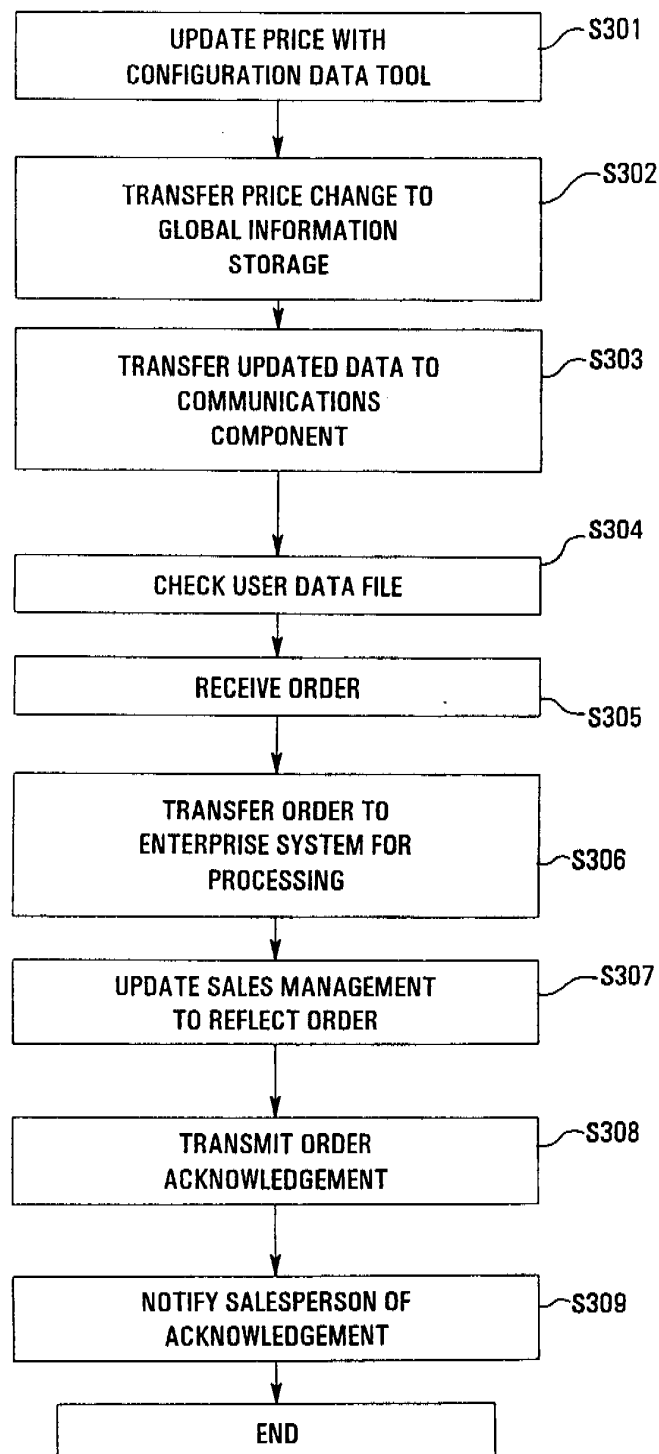 UPDATE PRICE WITH
CONFIGURATION DATA TOOL
S301
TRANSFER PRICE CHANGE TO
GLOBAL INFORMATION
STORAGE
S302
TRANSFER UPDATED DATA TO
COMMUNICATIONS
COMPONENT
S303
CHECK USER DATA FILE
S304
RECEIVE ORDER
S305
TRANSFER ORDER TO
ENTERPRISE SYSTEM FOR
PROCESSING
S306
UPDATE SALES MANAGEMENT
TO REFLECT ORDER
S307
TRANSMIT ORDER
ACKNOWLEDGEMENT
S308
NOTIFY SALESPERSON OF
ACKNOWLEDGEMENT
S309
END